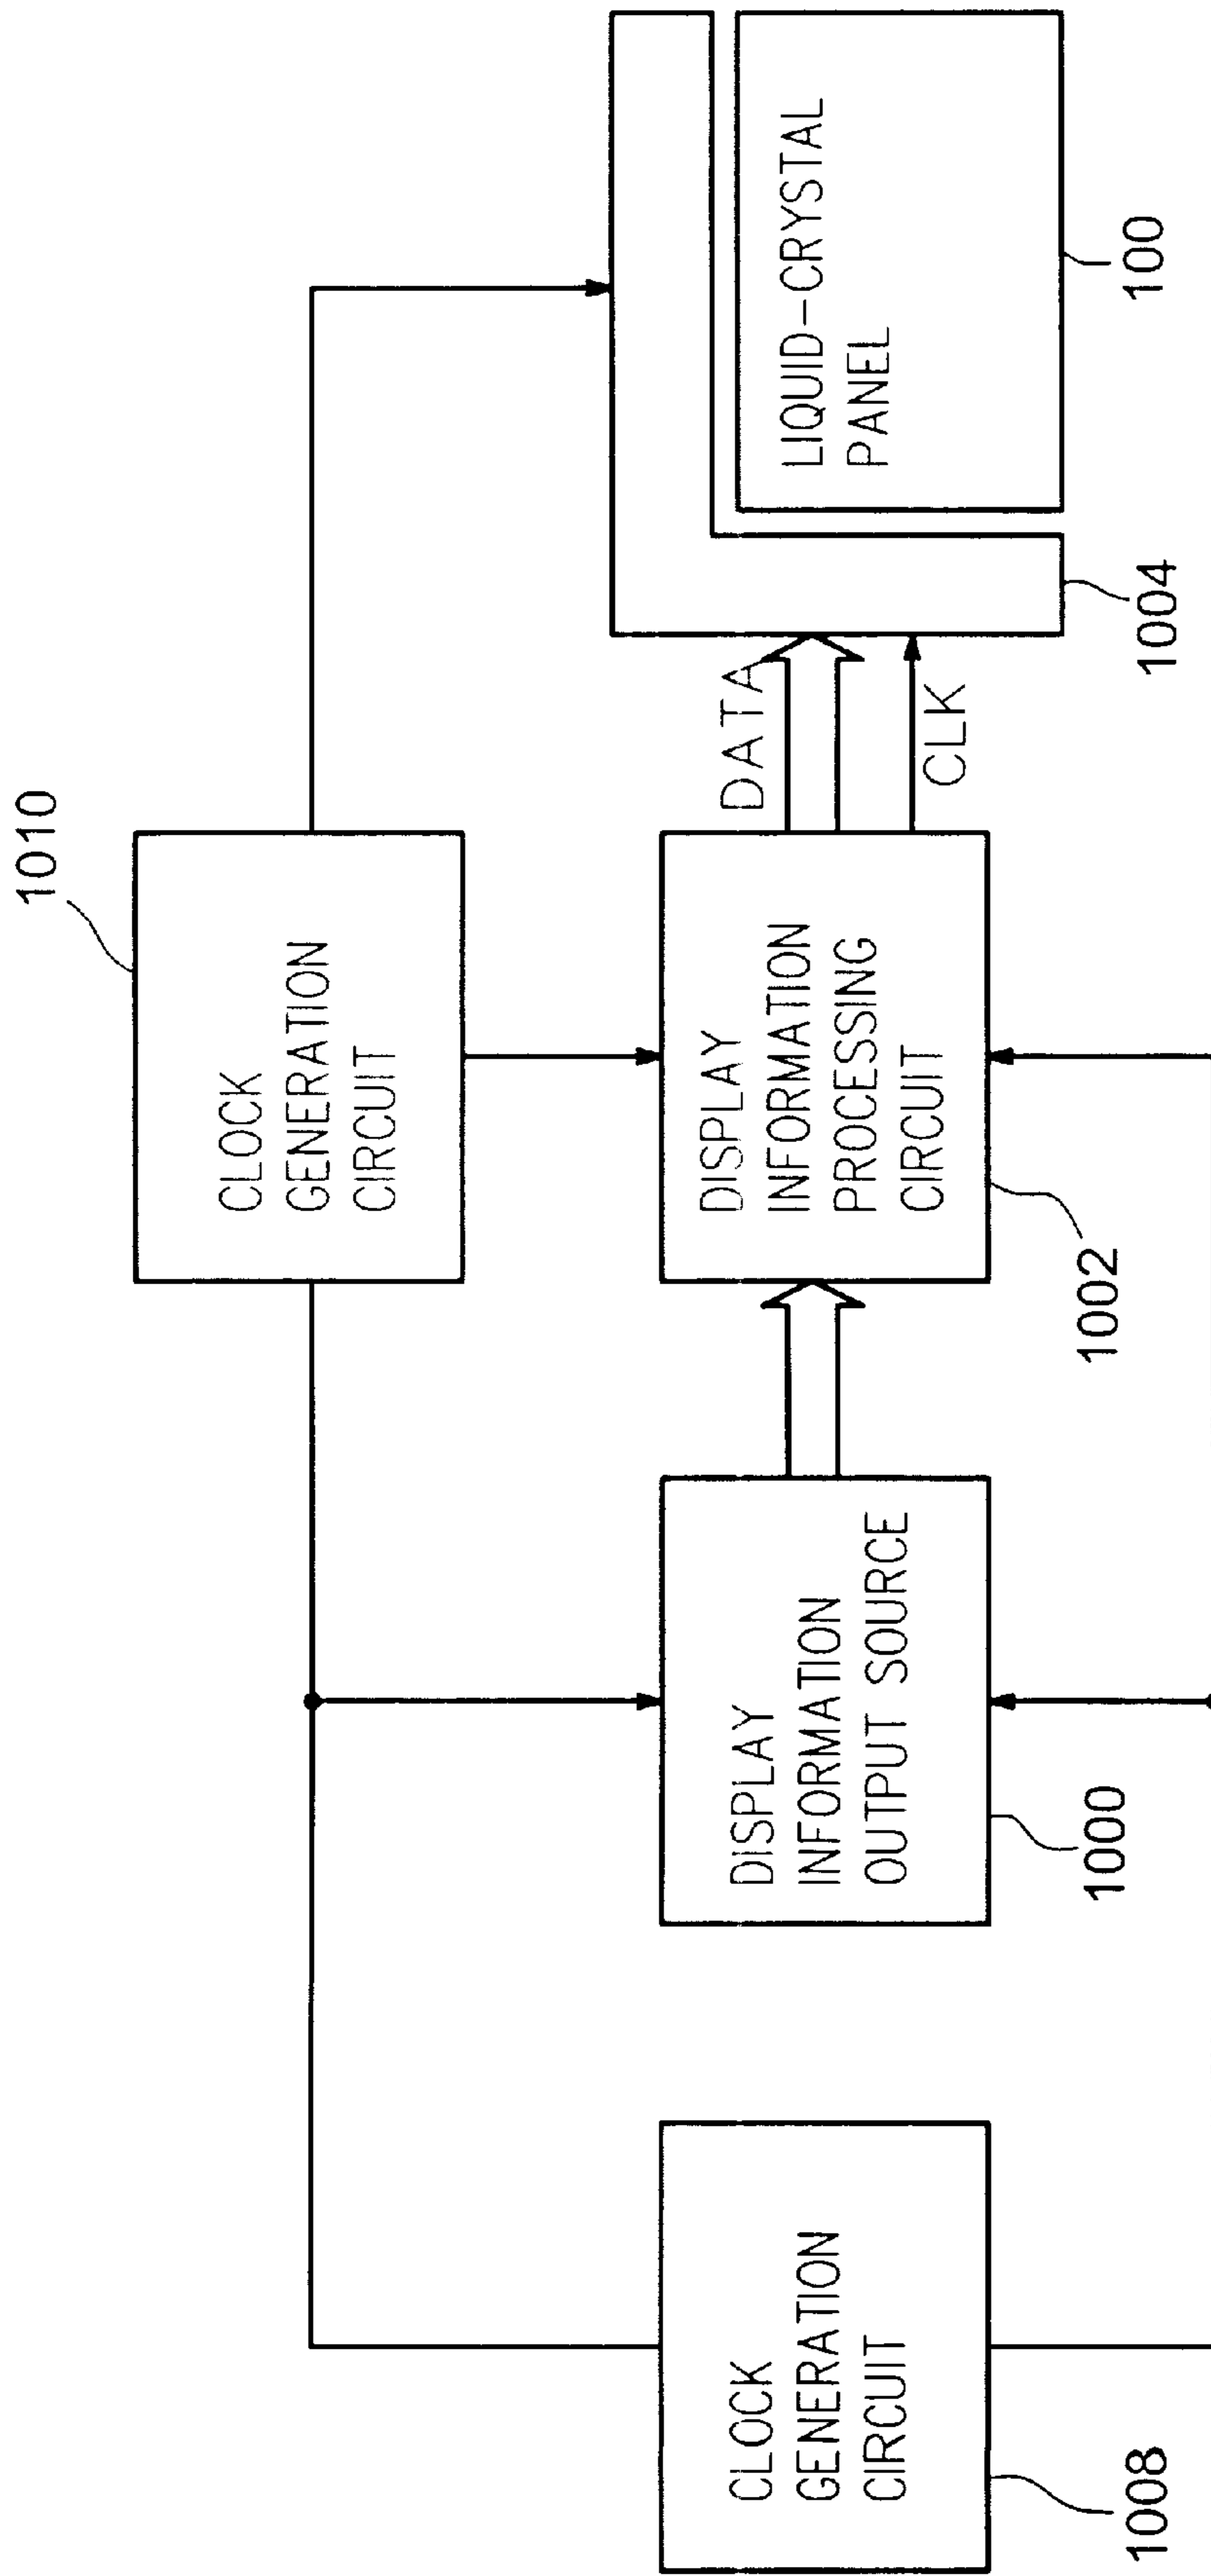 1010
CLOCK
GENERATION
CIRCUIT
CLOCK
GENERATION
CIRCUIT
1008
DISPLAY
INFORMATION
OUTPUT SOURCE
1000
DISPLAY
INFORMATION
PROCESSING
CIRCUIT
1002
DATA
CLK
1004
LIQUID-CRYSTAL
PANEL
100